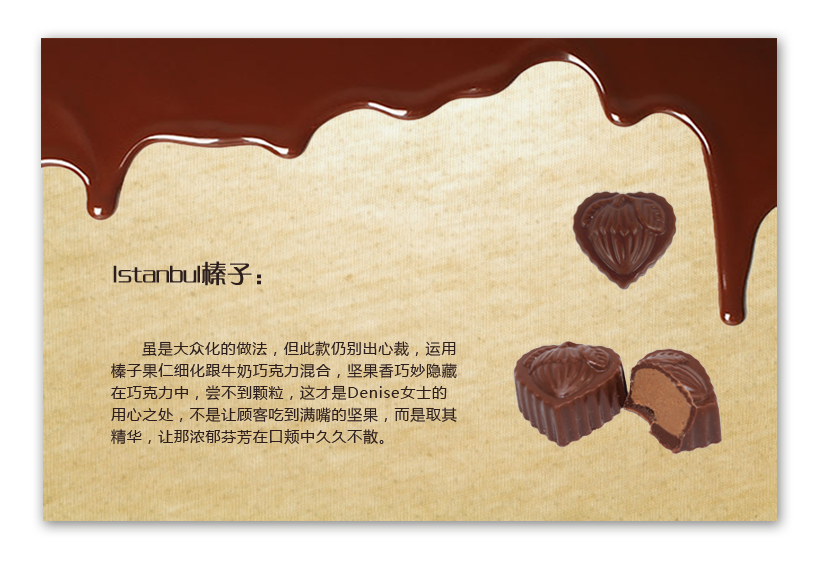 Istanbul榛子：
虽是大众化的做法，但此款仍别出心裁，运用
榛子果仁细化跟牛奶巧克力混合，坚果香巧妙隐藏
在巧克力中，尝不到颗粒，这才是Denise女士的
用心之处，不是让顾客吃到满嘴的坚果，而是取其
精华，让那浓郁芬芳在口颊中久久不散。